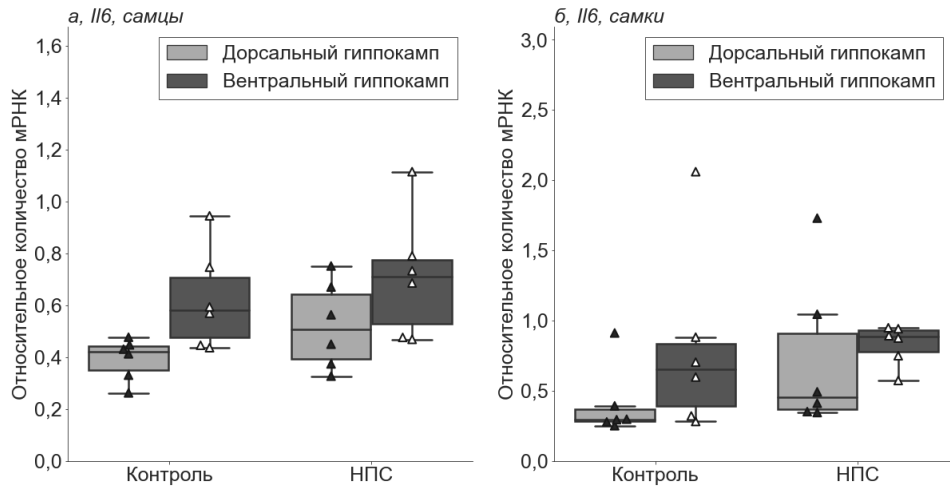 а, Il6, самцы
Относительное количество мРНК
1,6
1,4
1,2
1,0
0,8
0,6
0,4
0,2
0,0
Дорсальный гиппокамп
Вентральный гиппокамп
Контроль
НПС
б, Il6, самки
Относительное количество мРНК
3,0
2,5
2,0
1,5
1,0
0,5
0,0
Дорсальный гиппокамп
Вентральный гиппокамп
Контроль
НПС